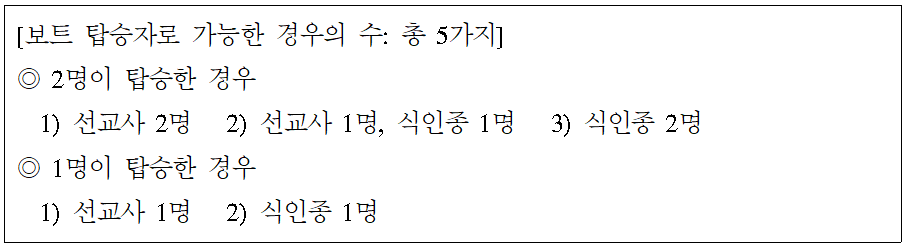 [보트 탑승자로 가능한 경우의 수: 총 5가지]
◎ 2명이 탑승한 경우
1) 선교사 2명 2) 선교사 1명, 식인종 1명 3) 식인종 2명
◎ 1명이 탑승한 경우
1) 선교사 1명 2) 식인종 1명